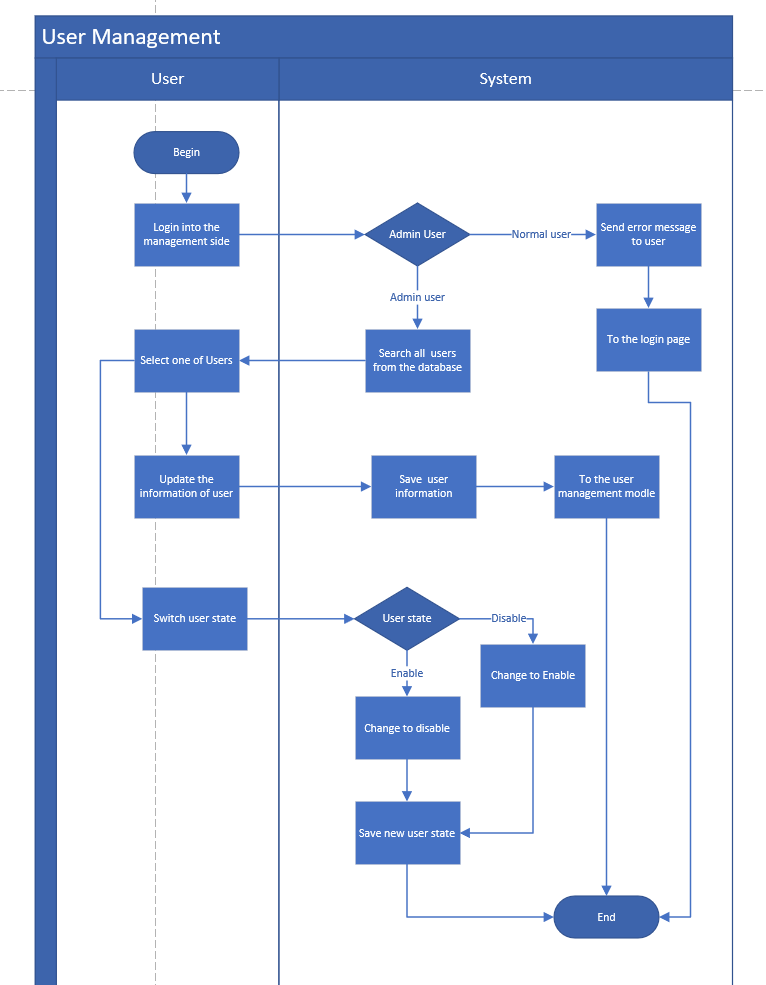 User Management
User
System
Begin
Login into the
management side
Admin User
Normal user
Send error message
to user
Admin user
To the login page
Select one of Users
Search all  users
from the database
Update the
information of user
Save  user
information
To the user
management modle
Switch user state
User state
Disable
Enable
Change to Enable
Change to disable
Save new user state
End